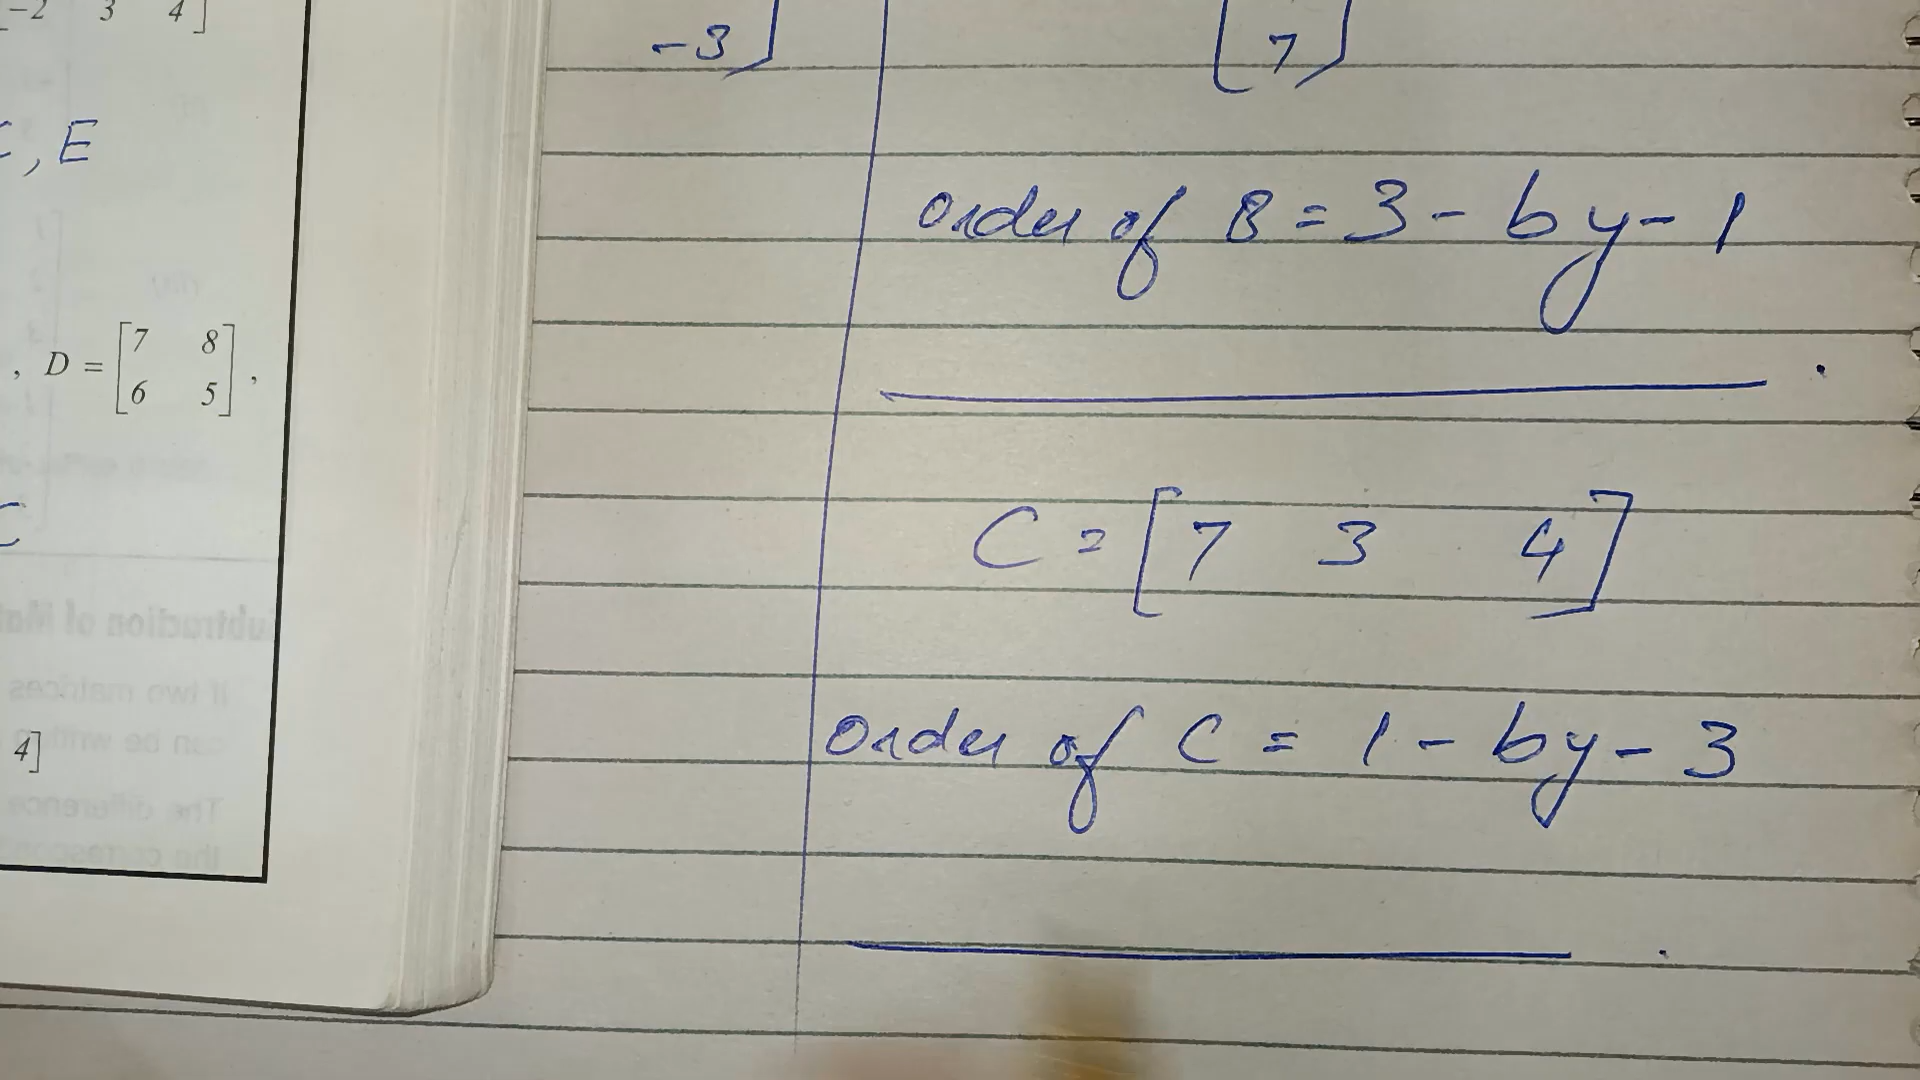 -2 3 4]
, E
, D = [7 8
6 5] ,
C
4]
-3]
[7]
order of B = 3 - by - 1
C = [7 3 4]
order of C = 1 - by - 3